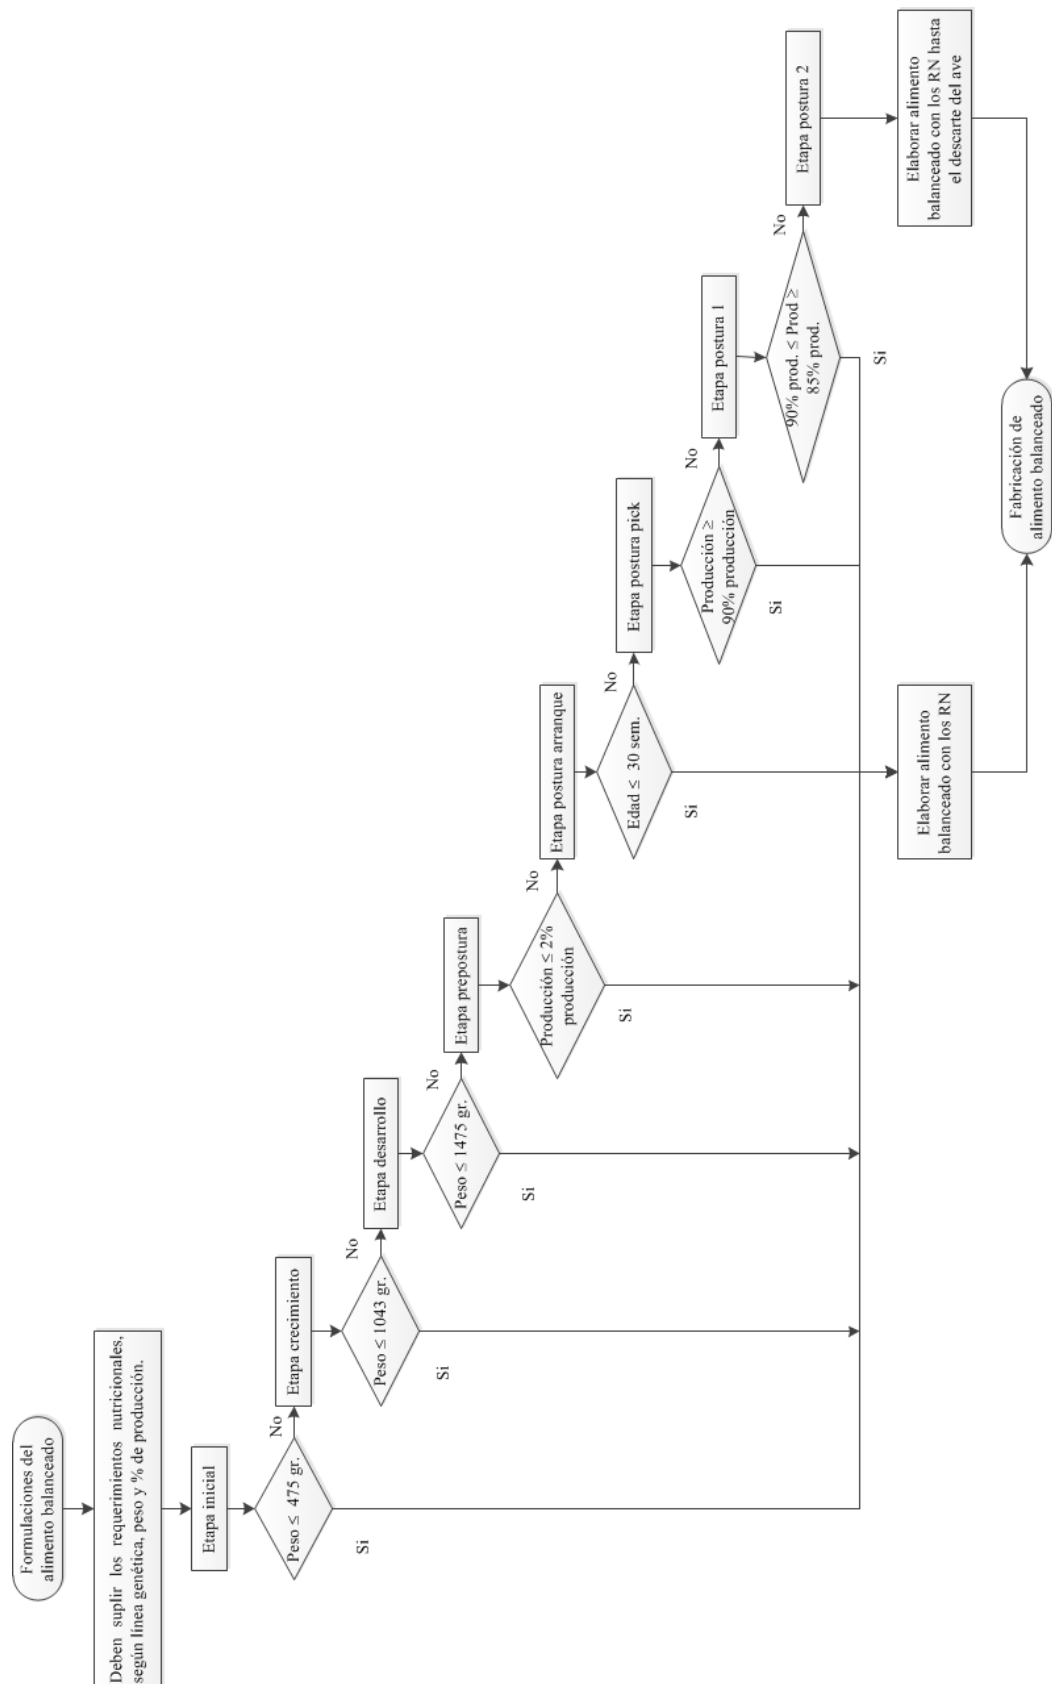 Formulaciones del
alimento balanceado
Deben suplir los requerimientos nutricionales,
según línea genética, peso y % de producción.
Etapa inicial
Peso ≤ 475 gr.
No
Si
Etapa crecimiento
Peso ≤ 1043 gr.
No
Si
Etapa desarrollo
Peso ≤ 1475 gr.
No
Si
Etapa prepostura
Producción ≤ 2%
producción
No
Si
Etapa postura arranque
Edad ≤ 30 sem.
No
Si
Etapa postura pick
Producción ≥
90% producción
No
Si
Etapa postura 1
90% prod. ≤ Prod ≥
85% prod.
No
Si
Etapa postura 2
Elaborar alimento
balanceado con los RN
Elaborar alimento
balanceado con los RN hasta
el descarte del ave
Fabricación de
alimento balanceado